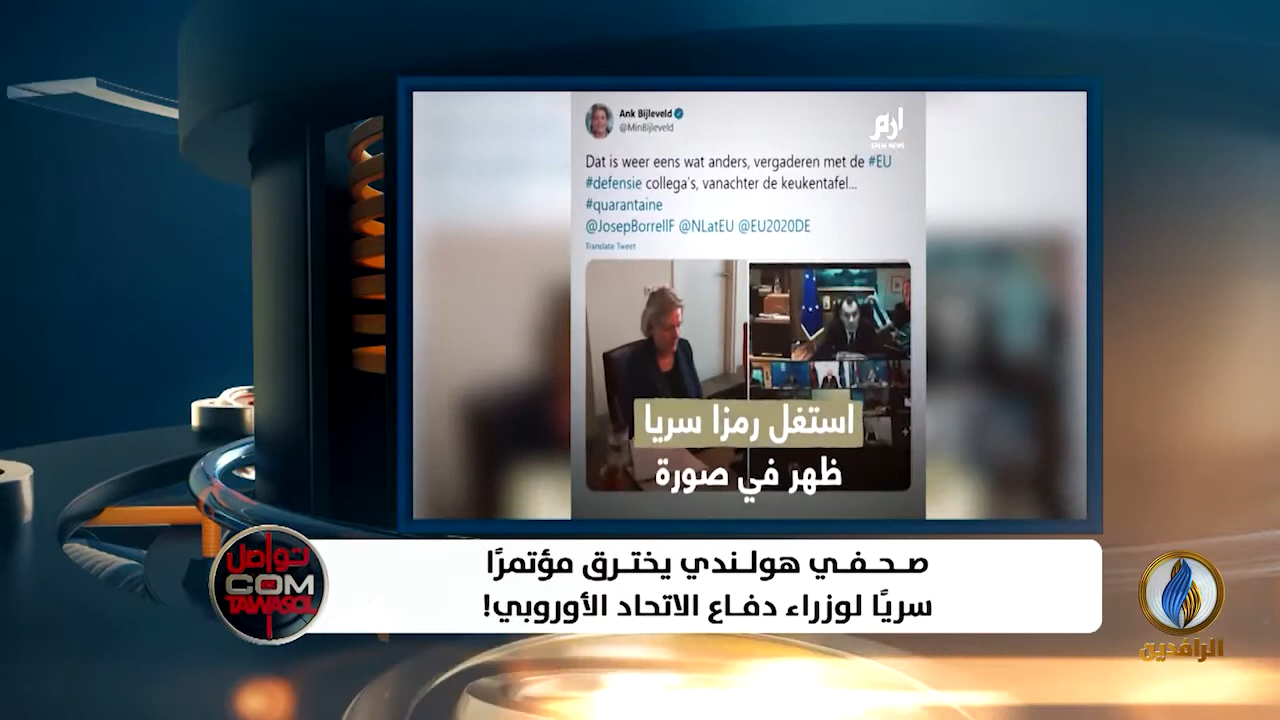 Ank Bijleveld
@MinBijleveld
ارم
EREM NEWS
Dat is weer eens wat anders, vergaderen met de #EU
#defensie collega's, vanachter de keukentafel...
#quarantaine
@JosepBorrellF @NLatEU @EU2020DE
Translate Tweet
استغل رمزا سريا
ظهر في صورة
صحفي هولندي يخترق مؤتمرًا
سريًا لوزراء دفاع الاتحاد الأوروبي!
تواصل
COM
TAWASOL
الرافدين